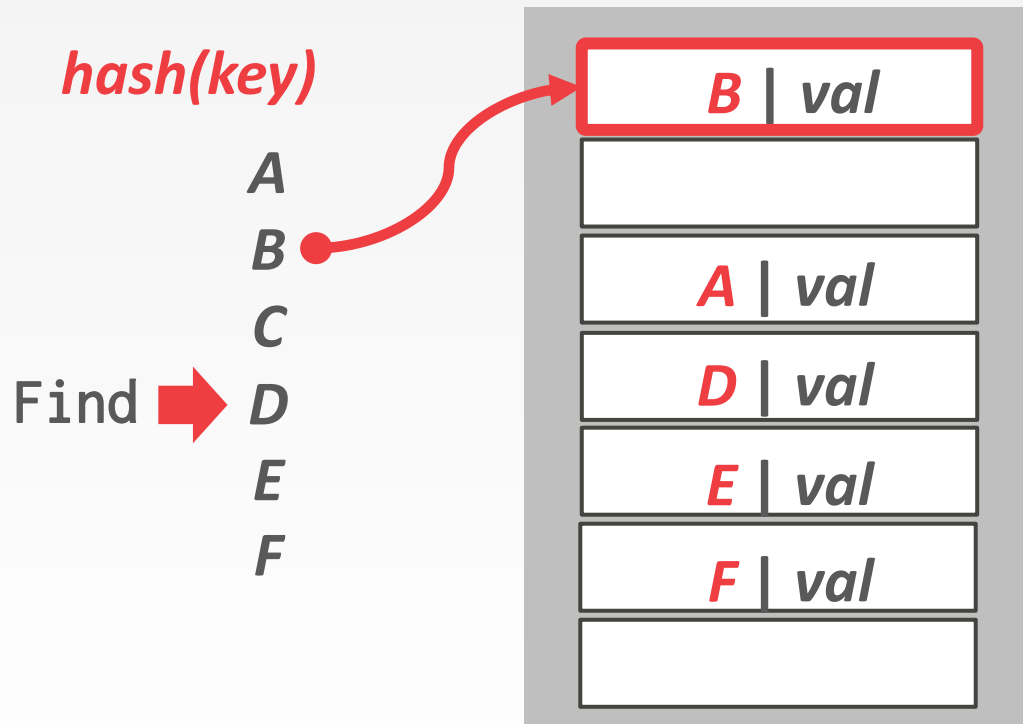 hash(key)
A
B
C
Find D
E
F
B | val
A | val
D | val
E | val
F | val